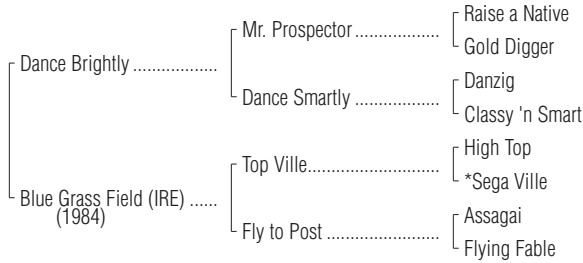 Raise a Native
Mr. Prospector ...................
Gold Digger
Dance Brightly ..................
Danzig
Dance Smartly ...................
Classy 'n Smart
High Top
Top Ville.............................
*Sega Ville
Blue Grass Field (IRE) ......
(1984)
Assagai
Fly to Post .........................
Flying Fable